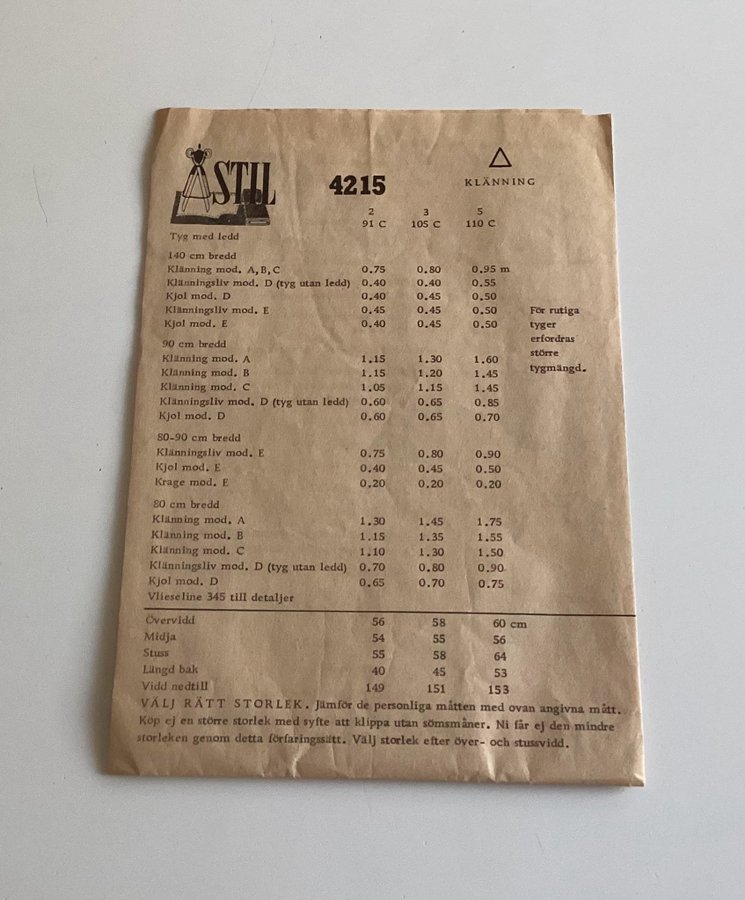 ÅSTIL
4215
KLÄNNING
2 3 5
91 C 105 C 110 C
Tyg med ledd
140 cm bredd
Klänning mod. A, B, C 0.75 0.80 0.95 m
Klänningsliv mod. D (tyg utan ledd) 0.40 0.40 0.55
Kjol mod. D 0.40 0.45 0.50
Klänningsliv mod. E 0.45 0.45 0.50
Kjol mod. E 0.40 0.45 0.50
För rutiga
tyger
erfordras
större
tygmängd.
90 cm bredd
Klänning mod. A 1.15 1.30 1.60
Klänning mod. B 1.15 1.20 1.45
Klänning mod. C 1.05 1.15 1.45
Klänningsliv mod. D (tyg utan ledd) 0.60 0.65 0.85
Kjol mod. D 0.60 0.65 0.70
80-90 cm bredd
Klänningsliv mod. E 0.75 0.80 0.90
Kjol mod. E 0.40 0.45 0.50
Krage mod. E 0.20 0.20 0.20
80 cm bredd
Klänning mod. A 1.30 1.45 1.75
Klänning mod. B 1.15 1.35 1.55
Klänning mod. C 1.10 1.30 1.50
Klänningsliv mod. D (tyg utan ledd) 0.70 0.80 0.90
Kjol mod. D 0.65 0.70 0.75
Vlieseline 345 till detaljer
Övervidd 56 58 60 cm
Midja 54 55 56
Stuss 55 58 64
Längd bak 40 45 53
Vidd nedtill 149 151 153
VÄLJ RÄTT STORLEK. Jämför de personliga måtten med ovan angivna mått.
Köp ej en större storlek med syfte att klippa utan sömsmåner. Ni får ej den mindre
storleken genom detta förfaringssätt. Välj storlek efter över- och stussvidd.